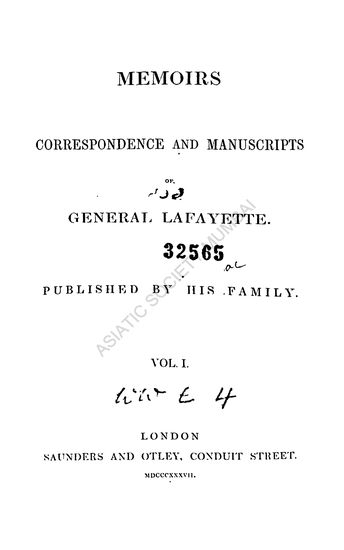 MEMOIRS
CORRESPONDENCE AND MANUSCRIPTS
OF
GENERAL LAFAYETTE.
32565
PUBLISHED BY HIS FAMILY.
ASIATIC SOCIETY MUMBAI
VOL. I.
E 4
LONDON
SAUNDERS AND OTLEY, CONDUIT STREET.
MDCCCXXXVII.